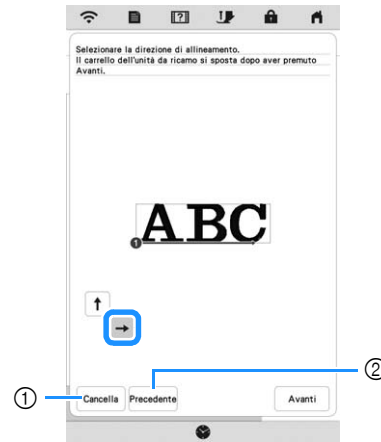 Selezionare la direzione di allineamento.
Il carrello dell'unità da ricamo si sposta dopo aver premuto
Avanti.
ABC
1
① Cancella Precedente Avanti ②